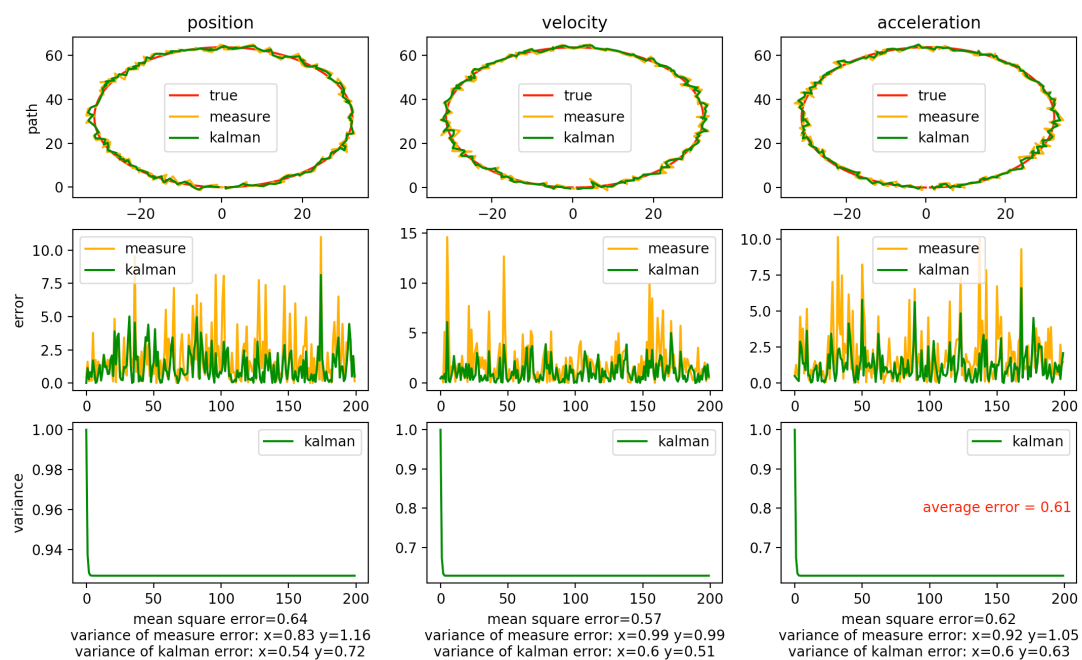 position
velocity
acceleration
path
60
40
20
0
true
measure
kalman
−20
0
20
60
40
20
0
true
measure
kalman
−20
0
20
60
40
20
0
true
measure
kalman
−20
0
20
error
10.0
7.5
5.0
2.5
0.0
measure
kalman
0
50
100
150
200
15
10
5
0
measure
kalman
0
50
100
150
200
10.0
7.5
5.0
2.5
0.0
measure
kalman
0
50
100
150
200
variance
1.00
0.98
0.96
0.94
kalman
0
50
100
150
200
mean square error=0.64
variance of measure error: x=0.83 y=1.16
variance of kalman error: x=0.54 y=0.72
1.0
0.9
0.8
0.7
kalman
0
50
100
150
200
mean square error=0.57
variance of measure error: x=0.99 y=0.99
variance of kalman error: x=0.6 y=0.51
1.0
0.9
0.8
0.7
kalman
average error = 0.61
0
50
100
150
200
mean square error=0.62
variance of measure error: x=0.92 y=1.05
variance of kalman error: x=0.6 y=0.63